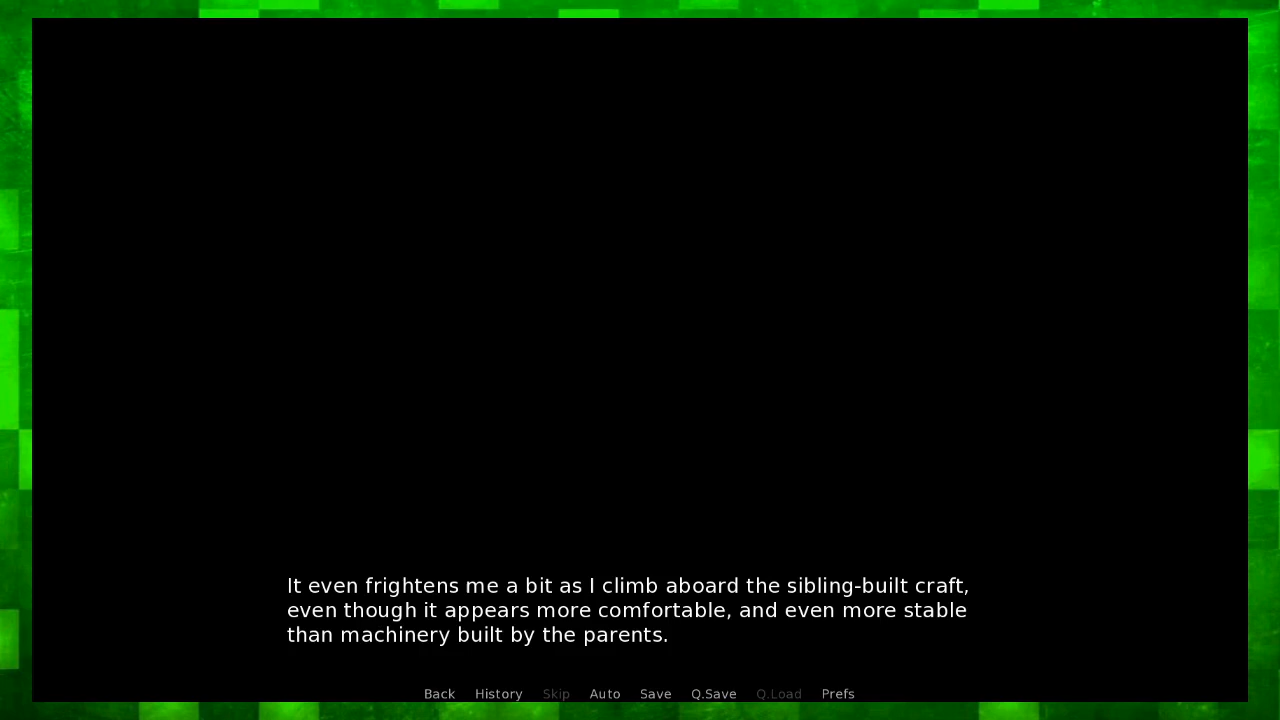 It even frightens me a bit as I climb aboard the sibling-built craft,
even though it appears more comfortable, and even more stable
than machinery built by the parents.
Back History Skip Auto Save Q.Save Q.Load Prefs